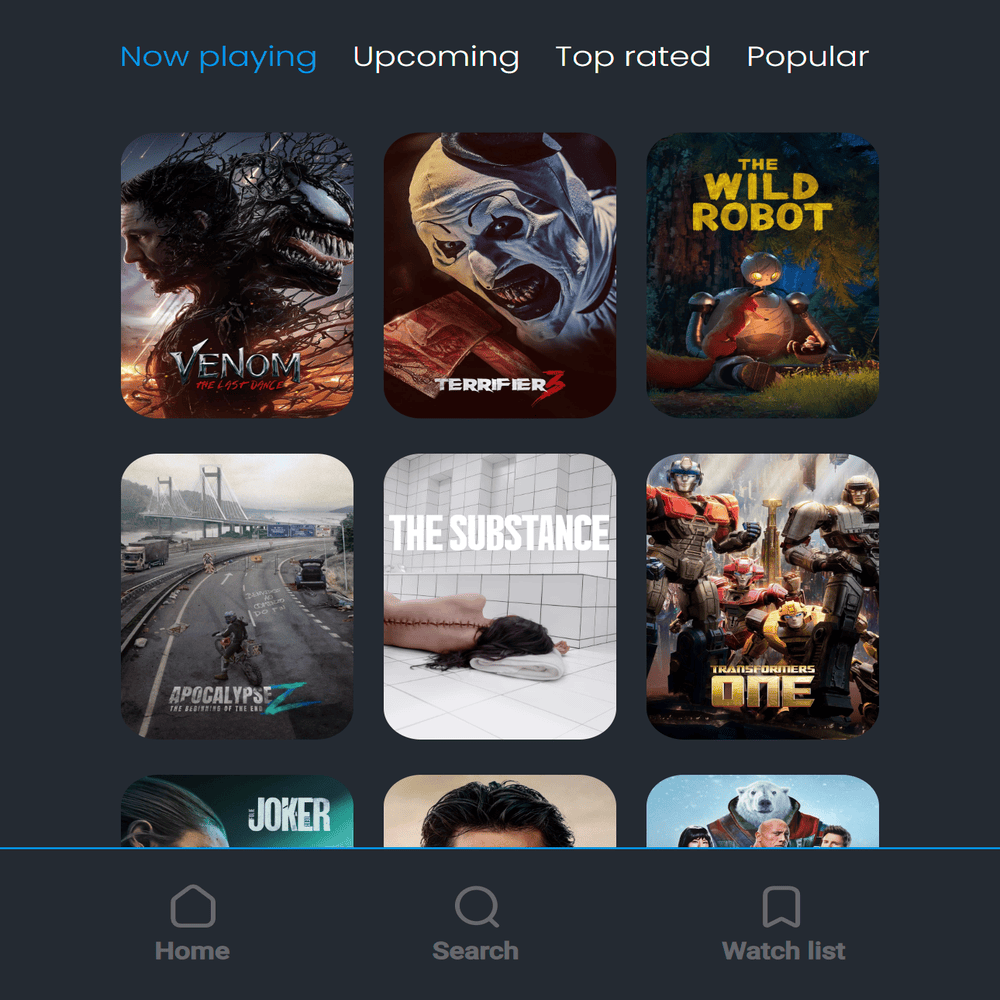 Now playing
Upcoming
Top rated
Popular
VENOM
THE LAST DANCE
TERRIFIER 3
THE
WILD
ROBOT
APOCALYPSE Z
THE BEGINNING OF THE END
THE SUBSTANCE
TRANSFORMERS
ONE
JOKER
Home
Search
Watch list